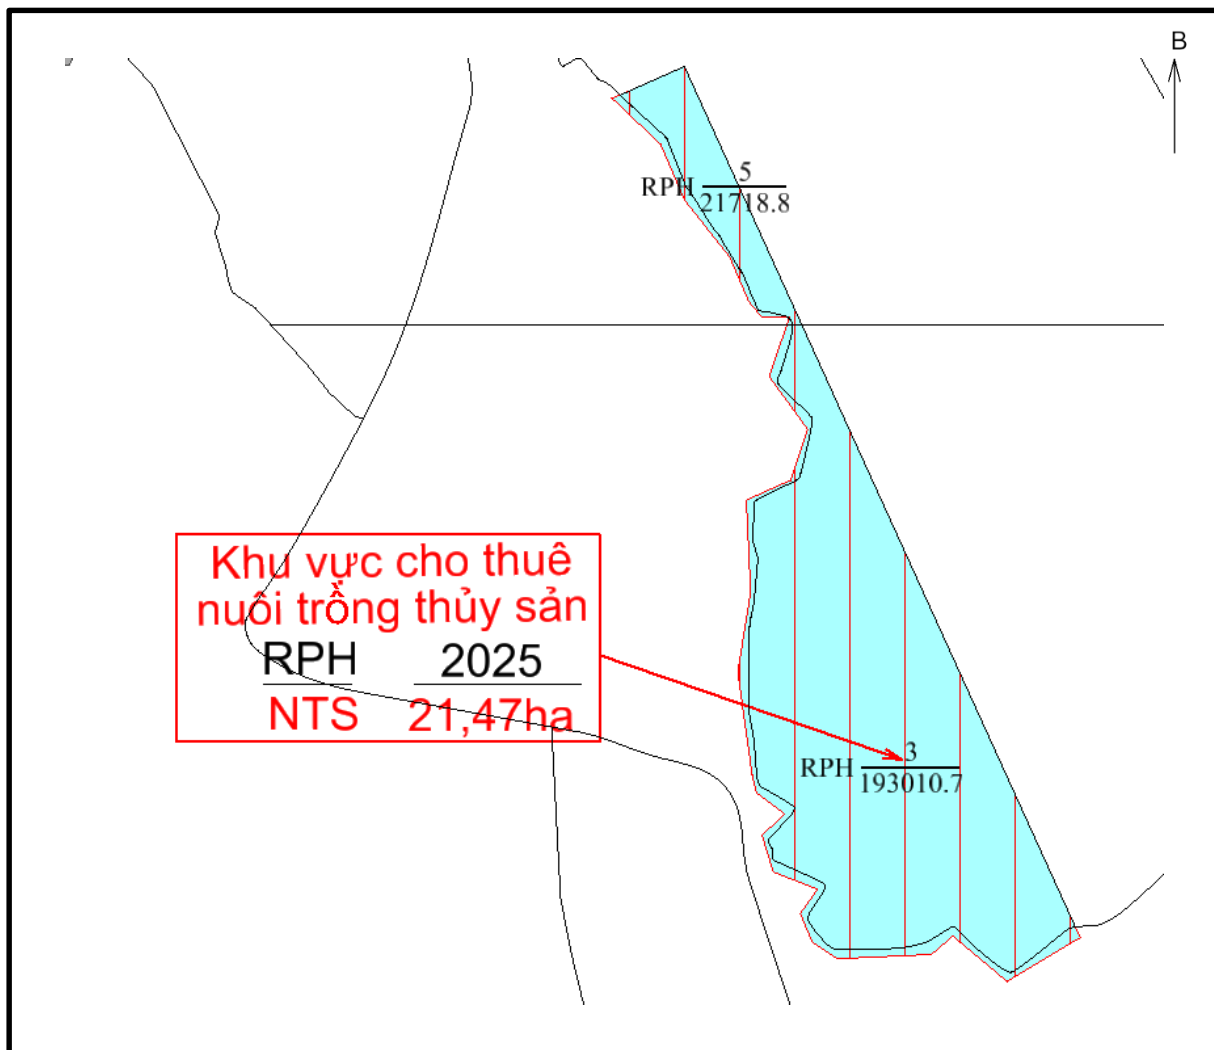 B
5
RPH
21718.8
Khu vực cho thuê
nuôi trồng thủy sản
RPH 2025
NTS 21,47ha
3
RPH
193010.7